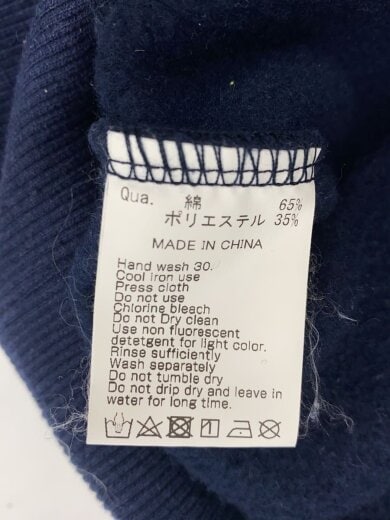 Qua. 綿 65%
ポリエステル 35%
MADE IN CHINA
Hand wash 30.
Cool iron use
Press cloth
Do not use
Chlorine bleach
Do not Dry clean
Use non fluorescent
detetgent for light color.
Rinse sufficiently
Wash separately
Do not tumble dry
Do not drip dry and leave in
water for long time.